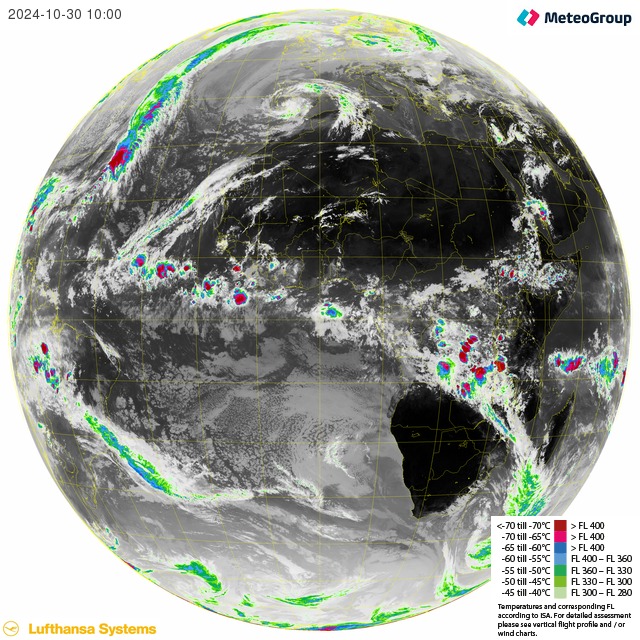 2024-10-30 10:00
MeteoGroup
<-70 till -70°C > FL 400
-70 till -65°C > FL 400
-65 till -60°C > FL 400
-60 till -55°C FL 400 – FL 360
-55 till -50°C FL 360 – FL 330
-50 till -45°C FL 330 – FL 300
-45 till -40°C FL 300 – FL 280
Temperatures and corresponding FL
according to ISA. For detailed assessment
please see vertical flight profile and / or
wind charts.
Lufthansa Systems